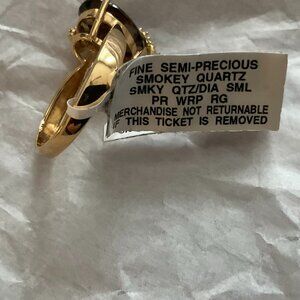 FINE SEMI-PRECIOUS
SMOKEY QUARTZ
SMKY QTZ/DIA SML
PR WRP RG
MERCHANDISE NOT RETURNABLE
IF THIS TICKET IS REMOVED